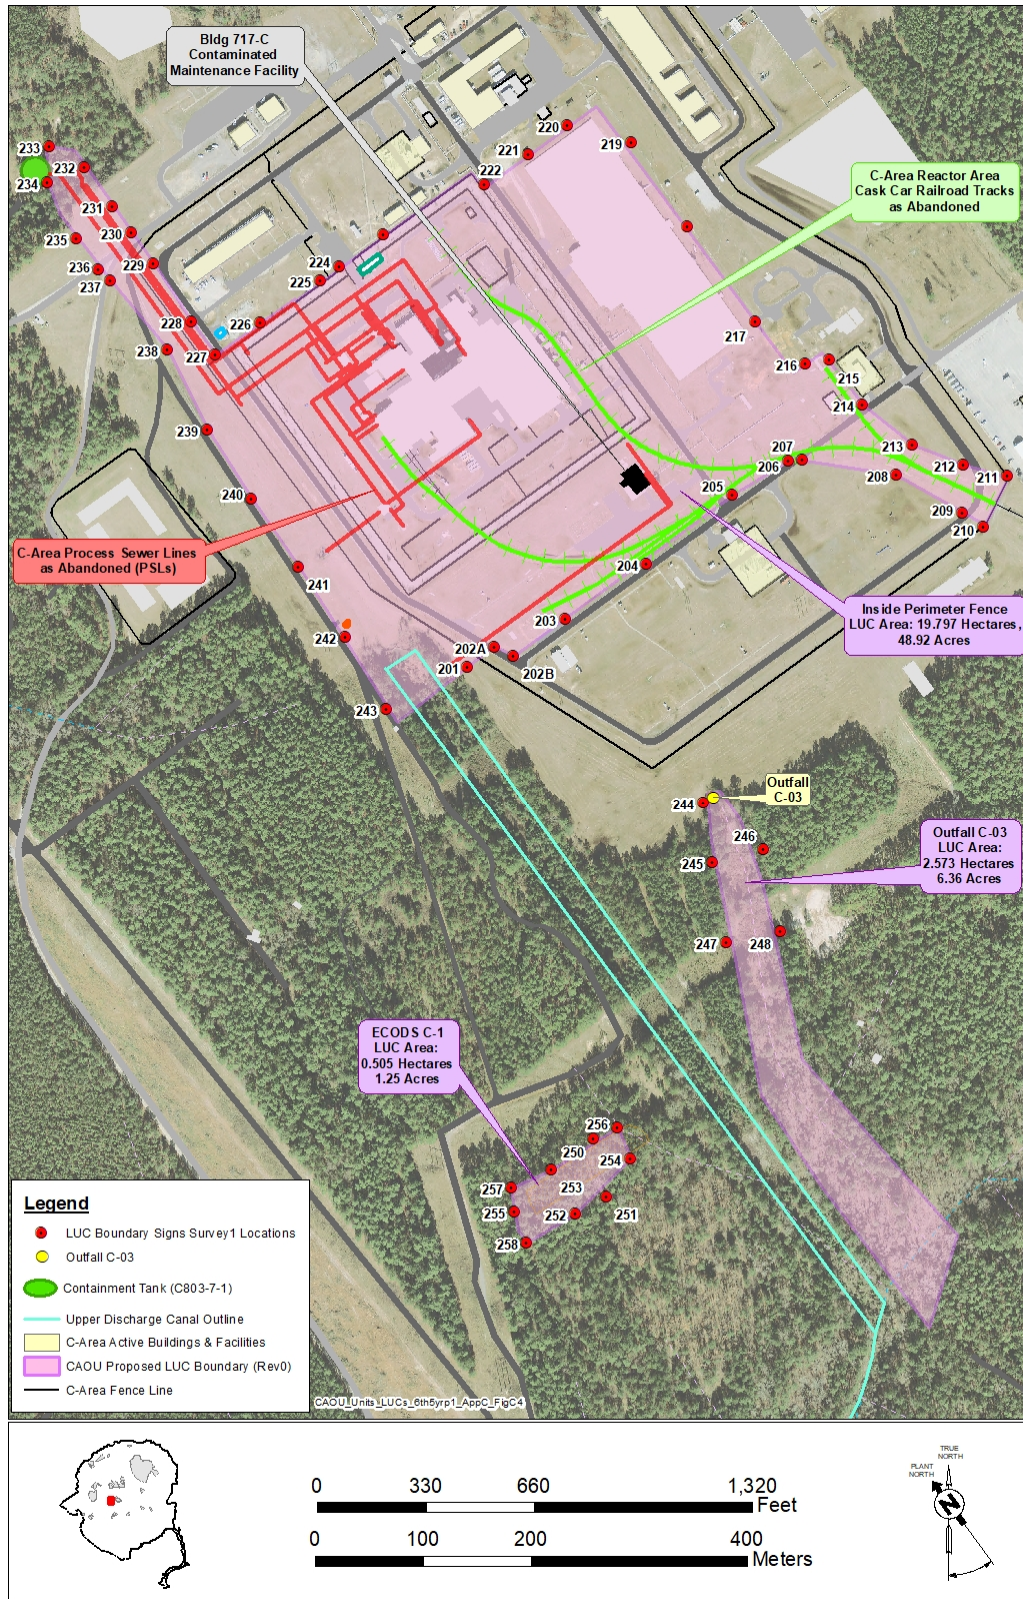 Bldg 717-C
Contaminated
Maintenance Facility
220
219
221
222
233
232
234
231
230
235
229
236
237
224
225
226
228
227
238
C-Area Reactor Area
Cask Car Railroad Tracks
as Abandoned
217
216
215
214
213
212
211
207
206
208
205
209
210
239
240
204
C-Area Process Sewer Lines
as Abandoned (PSLs)
241
242
203
202A
201
202B
243
Inside Perimeter Fence
LUC Area: 19.797 Hectares,
48.92 Acres
Outfall
C-03
244
246
245
Outfall C-03
LUC Area:
2.573 Hectares
6.36 Acres
247
248
ECODS C-1
LUC Area:
0.505 Hectares
1.25 Acres
256
250
254
257
253
255
252
251
258
Legend
LUC Boundary Signs Survey1 Locations
Outfall C-03
Containment Tank (C803-7-1)
Upper Discharge Canal Outline
C-Area Active Buildings & Facilities
CAOU Proposed LUC Boundary (Rev0)
C-Area Fence Line
CAOU_Units_LUCs_6th5yrp1_AppC_FigC4
0 330 660 1,320
Feet
0 100 200 400
Meters
TRUE
NORTH
PLANT
NORTH
N